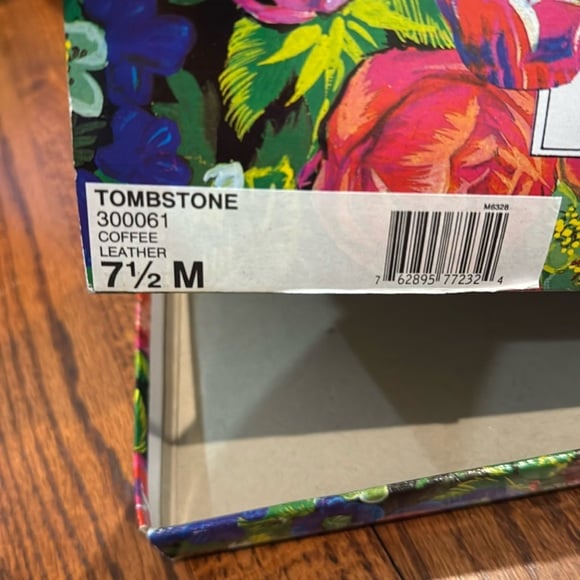 TOMBSTONE
300061
COFFEE
LEATHER
7½ M
M6328
7 62895 77232 4